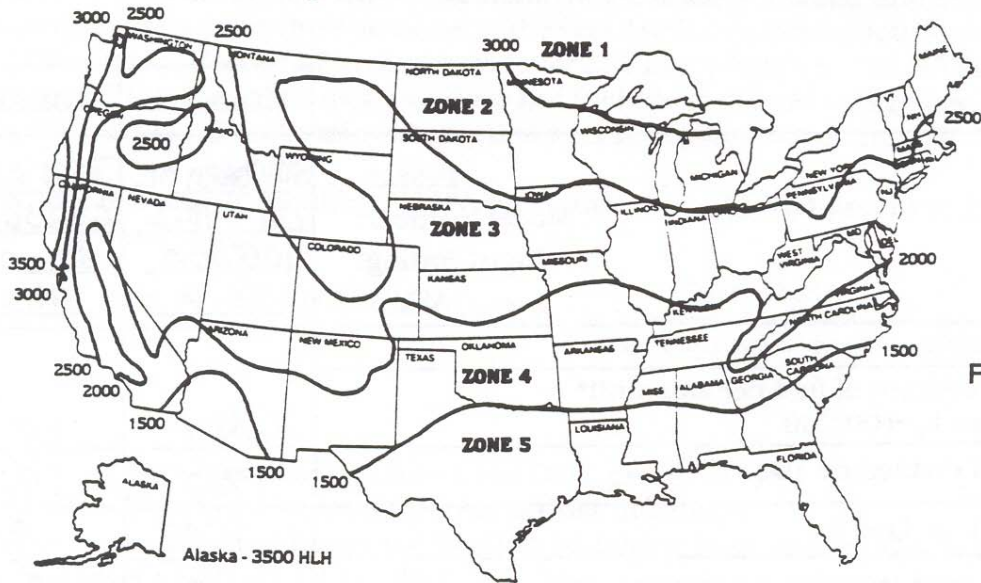 3000
2500
WASHINGTON
2500
MONTANA
3000
ZONE 1
NORTH DAKOTA
MINNESOTA
MAINE
ZONE 2
OREGON
2500
IDAHO
SOUTH DAKOTA
WISCONSIN
VT
NH
2500
MASS
WYOMING
MICHIGAN
NEW YORK
IOWA
PENNSYLVANIA
CALIFORNIA
NEVADA
UTAH
NEBRASKA
ILLINOIS
INDIANA
OHIO
NJ
ZONE 3
COLORADO
MD
DEL
3500
3000
KANSAS
MISSOURI
WEST
VIRGINIA
2000
KENTUCKY
VIRGINIA
NORTH CAROLINA
ARIZONA
NEW MEXICO
TEXAS
OKLAHOMA
ARKANSAS
TENNESSEE
SOUTH
CAROLINA
1500
2500
2000
ZONE 4
MISS
ALABAMA
GEORGIA
1500
LOUISIANA
1500
1500
ZONE 5
FLORIDA
ALASKA
Alaska - 3500 HLH